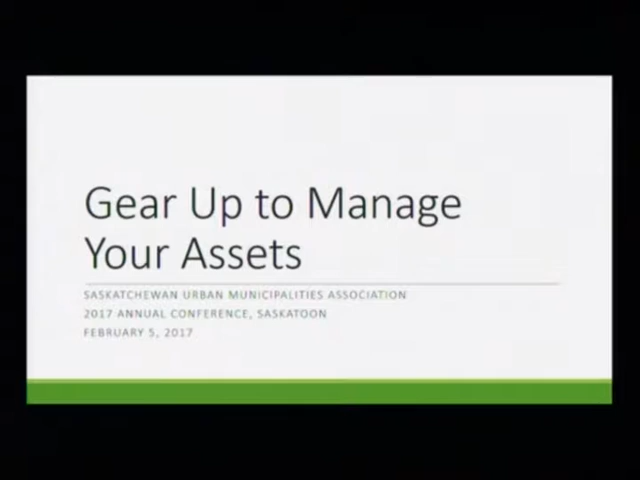 Gear Up to Manage
Your Assets
SASKATCHEWAN URBAN MUNICIPALITIES ASSOCIATION
2017 ANNUAL CONFERENCE, SASKATOON
FEBRUARY 5, 2017